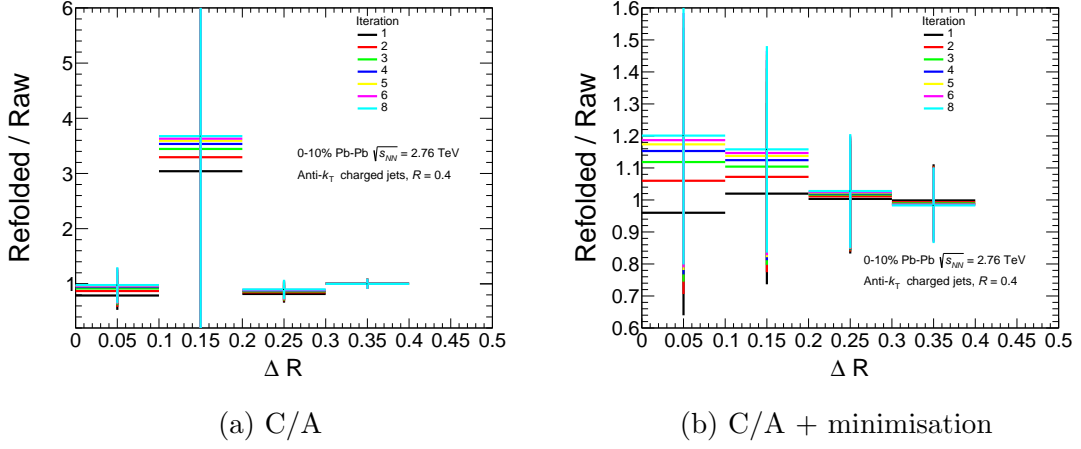 Refolded / Raw
6
5
4
3
2
1
Iteration
1
2
3
4
5
6
8
0-10% Pb-Pb √s_NN = 2.76 TeV
Anti-k_T charged jets, R = 0.4
0 0.05 0.1 0.15 0.2 0.25 0.3 0.35 0.4 0.45 0.5
Δ R
(a) C/A
Refolded / Raw
1.6
1.5
1.4
1.3
1.2
1.1
1
0.9
0.8
0.7
0.6
Iteration
1
2
3
4
5
6
8
0-10% Pb-Pb √s_NN = 2.76 TeV
Anti-k_T charged jets, R = 0.4
0 0.05 0.1 0.15 0.2 0.25 0.3 0.35 0.4 0.45 0.5
Δ R
(b) C/A + minimisation